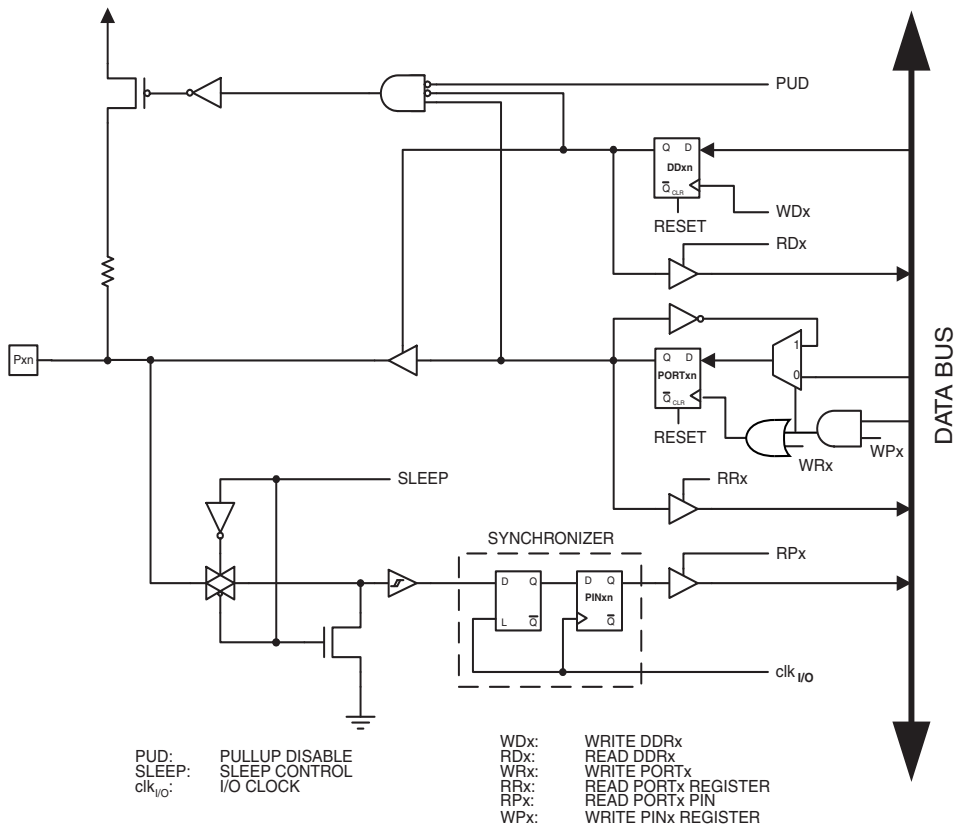 PUD
Q D
DDxn
Q CLR
WDx
RESET
RDx
Pxn
Q D
PORTxn
Q CLR
1
0
RESET
WRx
WPx
DATA BUS
SLEEP
RRx
SYNCHRONIZER
RPx
D Q
L Q
D Q
PINxn
Q
clk I/O
PUD: PULLUP DISABLE
SLEEP: SLEEP CONTROL
clkI/O: I/O CLOCK
WDx: WRITE DDRx
RDx: READ DDRx
WRx: WRITE PORTx
RRx: READ PORTx REGISTER
RPx: READ PORTx PIN
WPx: WRITE PINx REGISTER